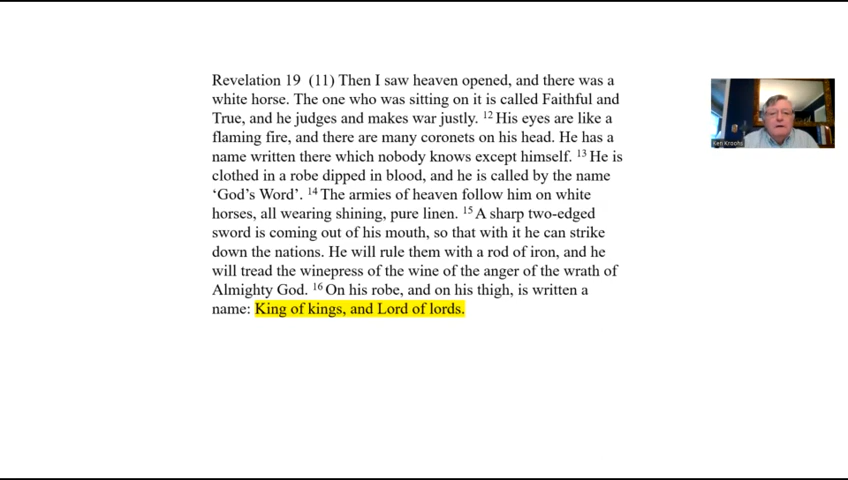 Revelation 19  (11) Then I saw heaven opened, and there was a
white horse. The one who was sitting on it is called Faithful and
True, and he judges and makes war justly. ¹² His eyes are like a
flaming fire, and there are many coronets on his head. He has a
name written there which nobody knows except himself. ¹³ He is
clothed in a robe dipped in blood, and he is called by the name
‘God’s Word’. ¹⁴ The armies of heaven follow him on white
horses, all wearing shining, pure linen. ¹⁵ A sharp two-edged
sword is coming out of his mouth, so that with it he can strike
down the nations. He will rule them with a rod of iron, and he
will tread the winepress of the wine of the anger of the wrath of
Almighty God. ¹⁶ On his robe, and on his thigh, is written a
name: King of kings, and Lord of lords.
Ken Kroohs